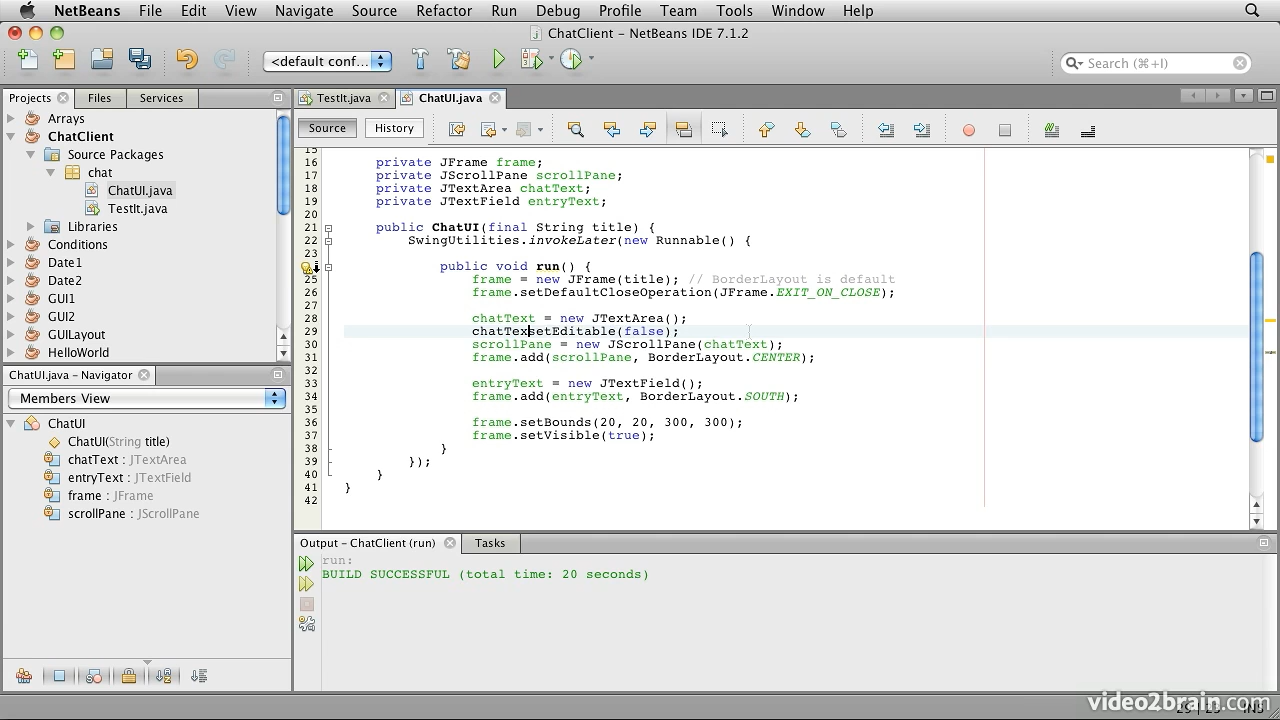 NetBeans File Edit View Navigate Source Refactor Run Debug Profile Team Tools Window Help
ChatClient - NetBeans IDE 7.1.2
<default conf...
Search (⌘+I)
Projects Files Services
Arrays
ChatClient
Source Packages
chat
ChatUI.java
TestIt.java
Libraries
Conditions
Date1
Date2
GUI1
GUI2
GUILayout
HelloWorld
ChatUI.java - Navigator
Members View
ChatUI
ChatUI(String title)
chatText : JTextArea
entryText : JTextField
frame : JFrame
scrollPane : JScrollPane
TestIt.java ChatUI.java
Source History
15
16 private JFrame frame;
17 private JScrollPane scrollPane;
18 private JTextArea chatText;
19 private JTextField entryText;
20
21 public ChatUI(final String title) {
22 SwingUtilities.invokeLater(new Runnable() {
23
public void run() {
25 frame = new JFrame(title); // BorderLayout is default
26 frame.setDefaultCloseOperation(JFrame.EXIT_ON_CLOSE);
27
28 chatText = new JTextArea();
29 chatTexsetEditable(false);
30 scrollPane = new JScrollPane(chatText);
31 frame.add(scrollPane, BorderLayout.CENTER);
32
33 entryText = new JTextField();
34 frame.add(entryText, BorderLayout.SOUTH);
35
36 frame.setBounds(20, 20, 300, 300);
37 frame.setVisible(true);
38 }
39 });
40 }
41 }
42
Output - ChatClient (run) Tasks
run:
BUILD SUCCESSFUL (total time: 20 seconds)
video2brain.com
INS